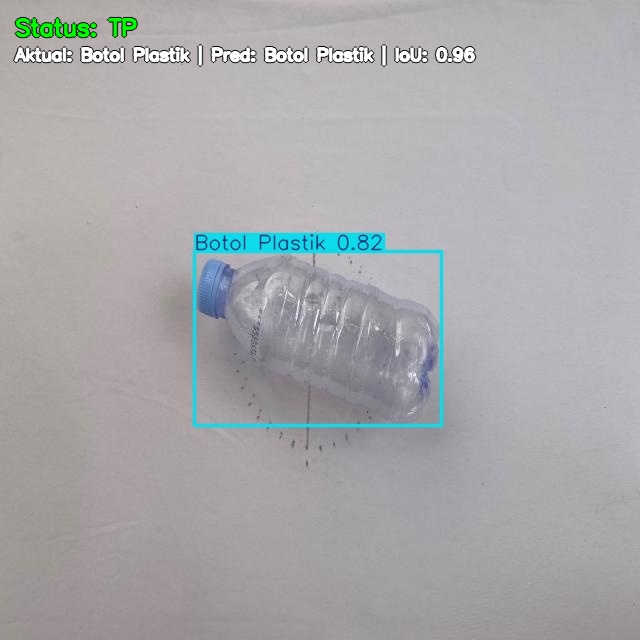 Status: TP
Aktual: Botol Plastik | Pred: Botol Plastik | IoU: 0.96
Botol Plastik 0.82